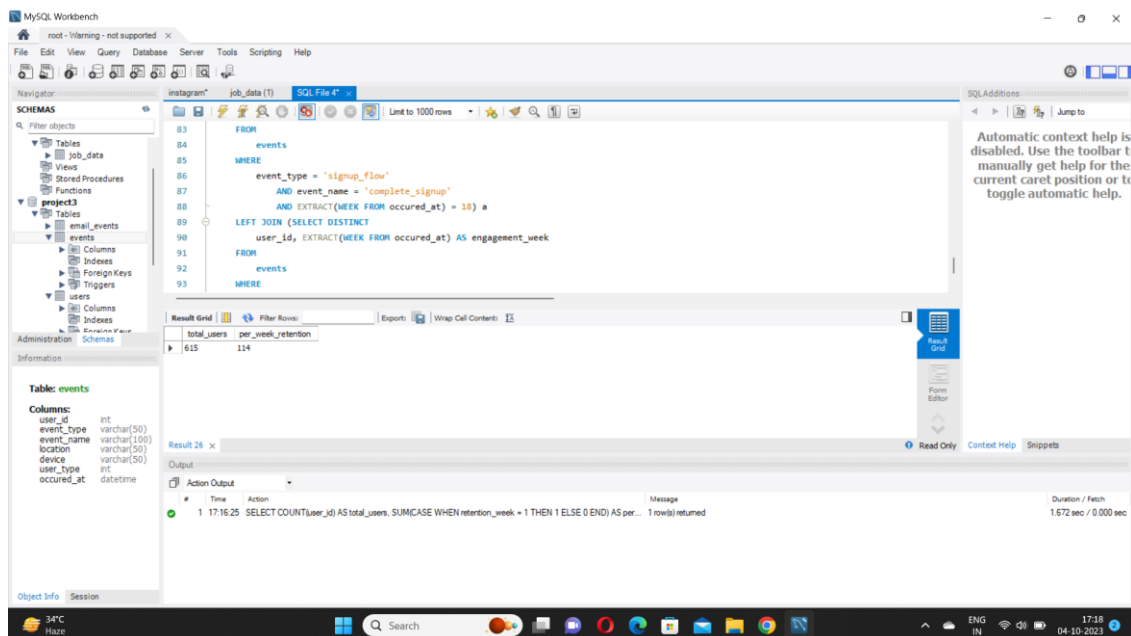 MySQL Workbench
root - Warning - not supported
File Edit View Query Database Server Tools Scripting Help
Navigator
SCHEMAS
Filter objects
Tables
job_data
Views
Stored Procedures
Functions
project3
Tables
email_events
events
Columns
Indexes
Foreign Keys
Triggers
users
Columns
Indexes
Foreign Keys
Administration Schemas
Information
Table: events
Columns:
user_id int
event_type varchar(50)
event_name varchar(100)
location varchar(50)
device varchar(50)
user_type int
occured_at datetime
Object Info Session
instagram* job_data (1) SQL File 4*
Limit to 1000 rows
83 FROM
84 events
85 WHERE
86 event_type = 'signup_flow'
87 AND event_name = 'complete_signup'
88 AND EXTRACT(WEEK FROM occured_at) = 18) a
89 LEFT JOIN (SELECT DISTINCT
90 user_id, EXTRACT(WEEK FROM occured_at) AS engagement_week
91 FROM
92 events
93 WHERE
Result Grid Filter Rows: Export: Wrap Cell Content:
total_users per_week_retention
615 114
Result Grid
Form Editor
Result 26
Read Only
Output
Action Output
# Time Action Message Duration / Fetch
1 17:16:25 SELECT COUNT(user_id) AS total_users, SUM(CASE WHEN retention_week = 1 THEN 1 ELSE 0 END) AS per... 1 row(s) returned 1.672 sec / 0.000 sec
SQLAdditions
Jump to
Automatic context help is
disabled. Use the toolbar t
manually get help for the
current caret position or to
toggle automatic help.
Context Help Snippets
34°C
Haze
Search
ENG
IN
17:18
04-10-2023
2